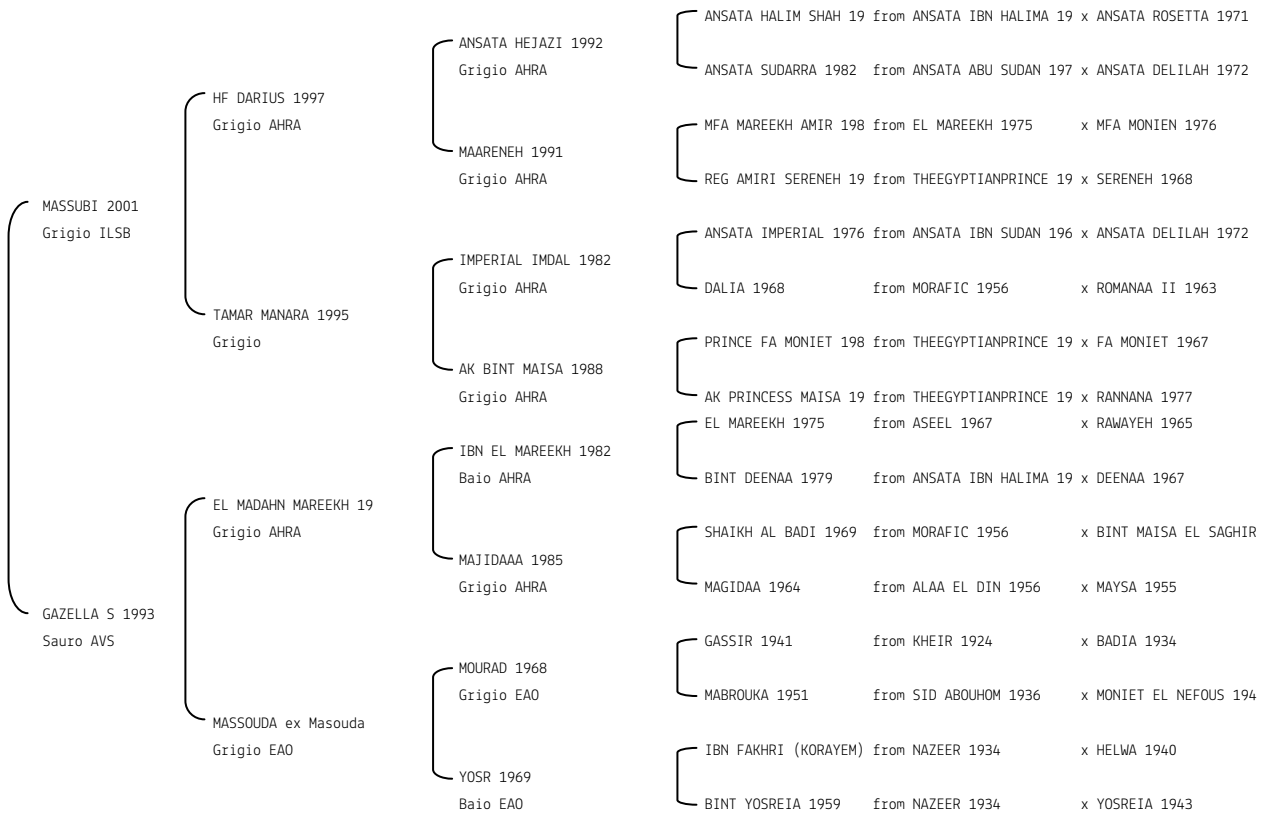 ANSATA HALIM SHAH 19 from ANSATA IBN HALIMA 19 x ANSATA ROSETTA 1971
ANSATA HEJAZI 1992
Grigio AHRA
ANSATA SUDARRA 1982 from ANSATA ABU SUDAN 197 x ANSATA DELILAH 1972
HF DARIUS 1997
Grigio AHRA
MFA MAREEKH AMIR 198 from EL MAREEKH 1975 x MFA MONIEN 1976
MAARENEH 1991
Grigio AHRA
REG AMIRI SERENEH 19 from THEEGYPTIANPRINCE 19 x SERENEH 1968
MASSUBI 2001
Grigio ILSB
ANSATA IMPERIAL 1976 from ANSATA IBN SUDAN 196 x ANSATA DELILAH 1972
IMPERIAL IMDAL 1982
Grigio AHRA
DALIA 1968 from MORAFIC 1956 x ROMANAA II 1963
TAMAR MANARA 1995
Grigio
PRINCE FA MONIET 198 from THEEGYPTIANPRINCE 19 x FA MONIET 1967
AK BINT MAISA 1988
Grigio AHRA
AK PRINCESS MAISA 19 from THEEGYPTIANPRINCE 19 x RANNANA 1977
EL MAREEKH 1975 from ASEEL 1967 x RAWAYEH 1965
IBN EL MAREEKH 1982
Baio AHRA
BINT DEENAA 1979 from ANSATA IBN HALIMA 19 x DEENAA 1967
EL MADAHN MAREEKH 19
Grigio AHRA
SHAIKH AL BADI 1969 from MORAFIC 1956 x BINT MAISA EL SAGHIR
MAJIDAAA 1985
Grigio AHRA
MAGIDAA 1964 from ALAA EL DIN 1956 x MAYSA 1955
GAZELLA S 1993
Sauro AVS
GASSIR 1941 from KHEIR 1924 x BADIA 1934
MOURAD 1968
Grigio EAO
MABROUKA 1951 from SID ABOUHOM 1936 x MONIET EL NEFOUS 194
MASSOUDA ex Masouda
Grigio EAO
IBN FAKHRI (KORAYEM) from NAZEER 1934 x HELWA 1940
YOSR 1969
Baio EAO
BINT YOSREIA 1959 from NAZEER 1934 x YOSREIA 1943